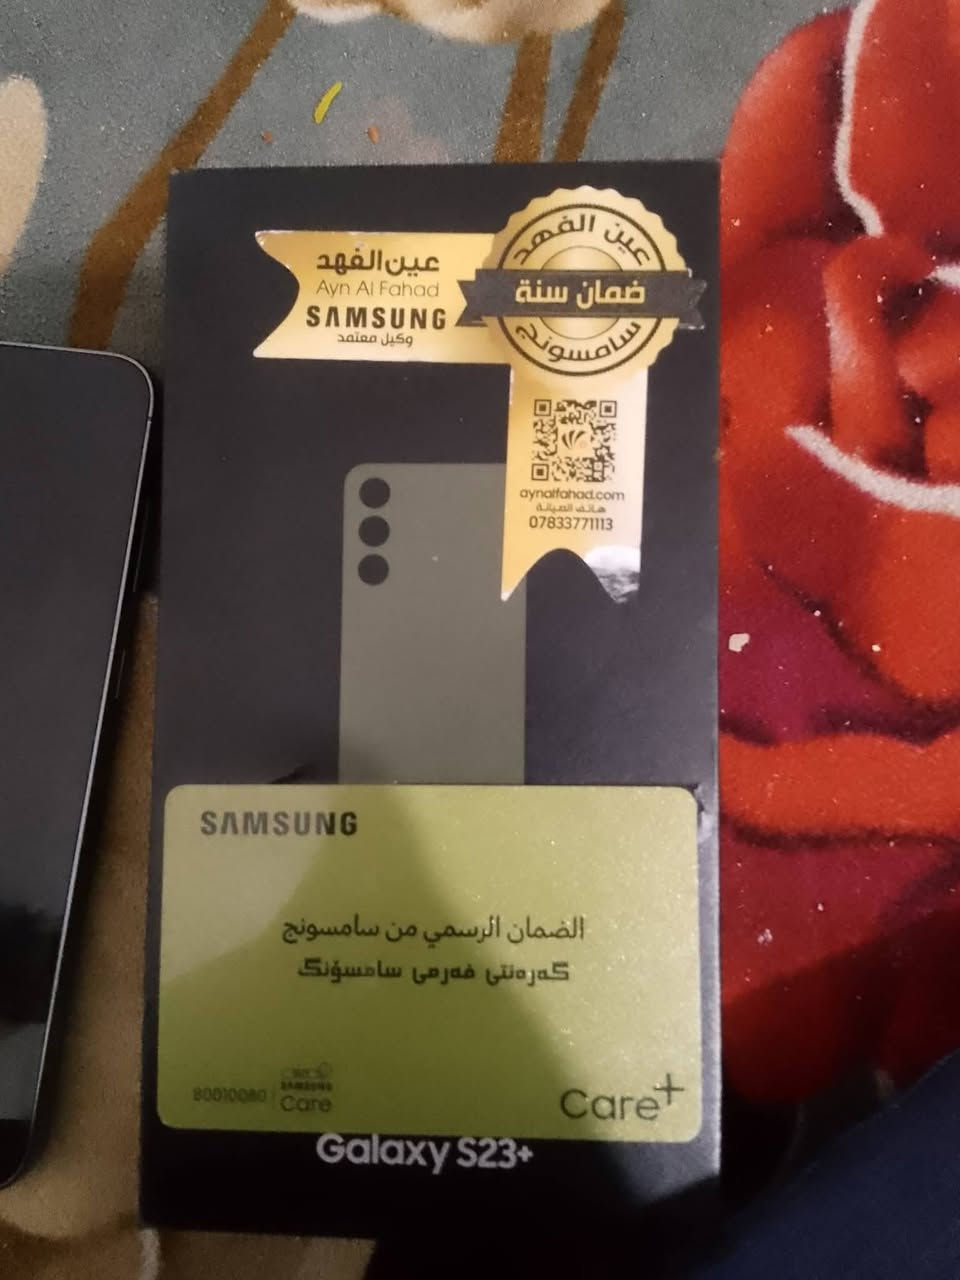 عين الفهد
Ayn Al Fahad
SAMSUNG
وكيل معتمد
عين الفهد
ضمان سنة
سامسونج
aynalfahad.com
هاتف الصيانة
07833771113
SAMSUNG
الضمان الرسمي من سامسونج
گەرەنتی فەرمی سامسۆنگ
80010080
SAMSUNG
Care
Care+
Galaxy S23+